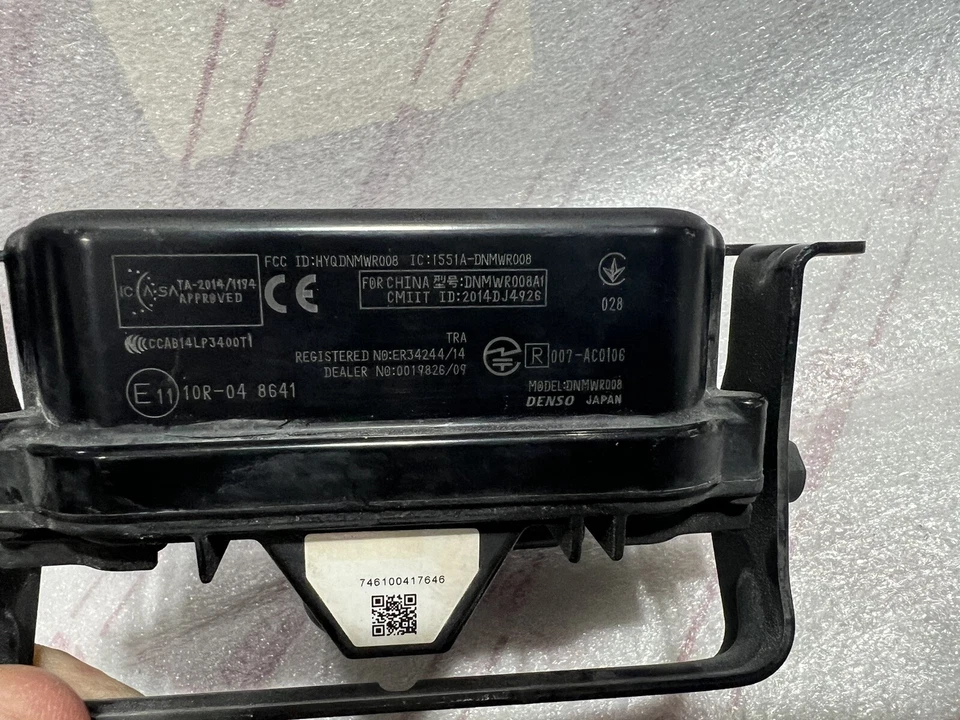 FCC ID:HYQDNMWR008 IC:1551A-DNMWR008
ICASA TA-2014/1194
APPROVED
CE
FOR CHINA 型号:DNMWR008A1
CMIIT ID:2014DJ4926
028
CCAB14LP3400T1
TRA
REGISTERED NO:ER34244/14
DEALER NO:0019826/09
R 007-AC0106
E11 10R-04 8641
MODEL:DNMWR008
DENSO JAPAN
746100417646